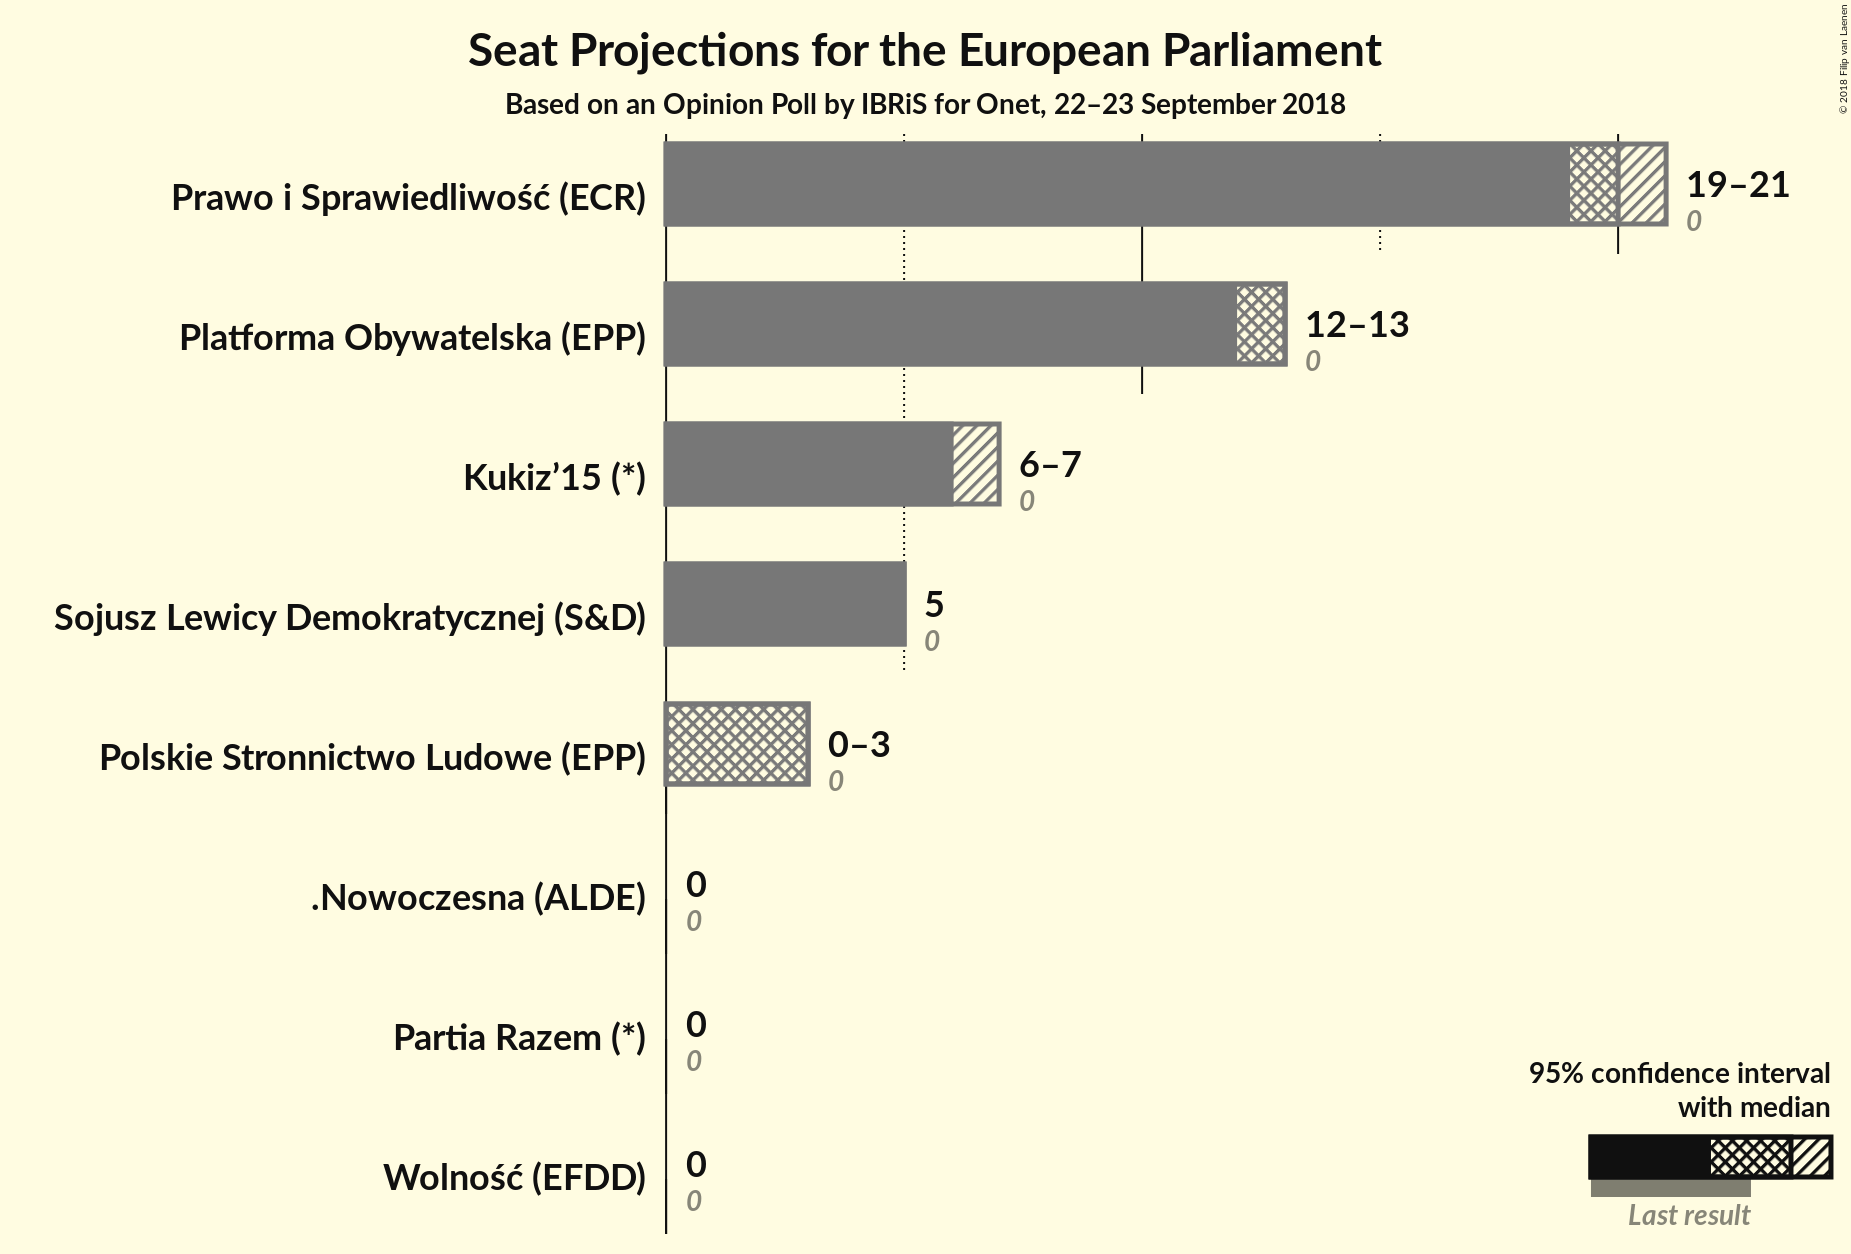 Seat Projections for the European Parliament
Based on an Opinion Poll by IBRiS for Onet, 22–23 September 2018
© 2018 Filip van Laenen
Prawo i Sprawiedliwość (ECR)
19–21
0
Platforma Obywatelska (EPP)
12–13
0
Kukiz’15 (*)
6–7
0
Sojusz Lewicy Demokratycznej (S&D)
5
0
Polskie Stronnictwo Ludowe (EPP)
0–3
0
.Nowoczesna (ALDE)
0
0
Partia Razem (*)
0
0
Wolność (EFDD)
0
0
95% confidence interval
with median
Last result